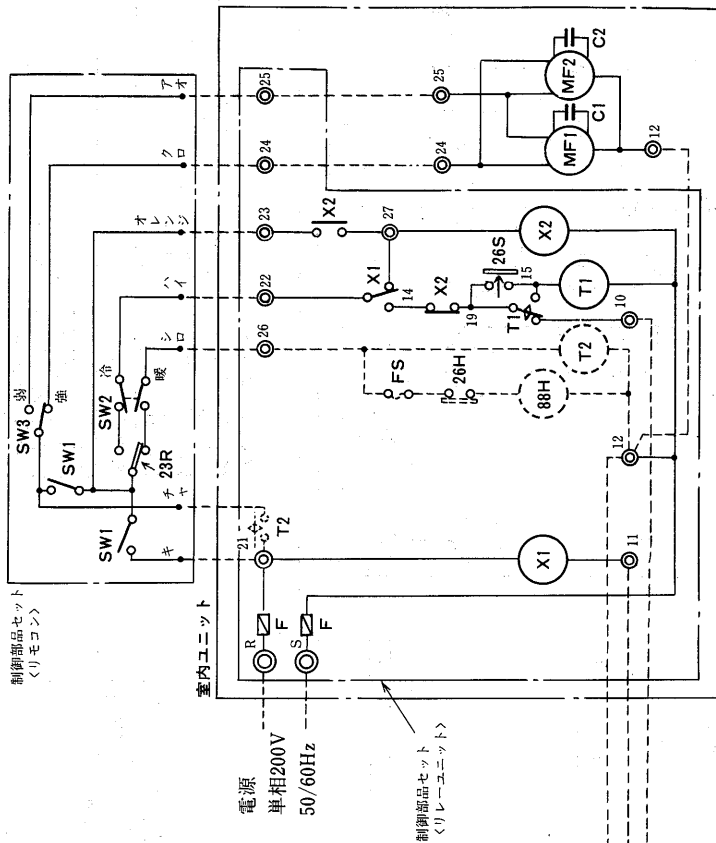 制御部品セット
<リモコン>
SW3
弱
強
SW1
SW2
冷
暖
23R
SW1
アオ
クロ
オレンジ
ハイ
シロ
チャ
キ
室内ユニット
25
24
23
22
26
21
T2
X2
27
X1
14
X2
19
26S
15
T1
FS
26H
88H
T2
X2
T1
10
12
X1
11
25
24
MF2
C2
MF1
C1
12
R
F
S
F
電源
単相200V
50/60Hz
制御部品セット
<リレーユニット>